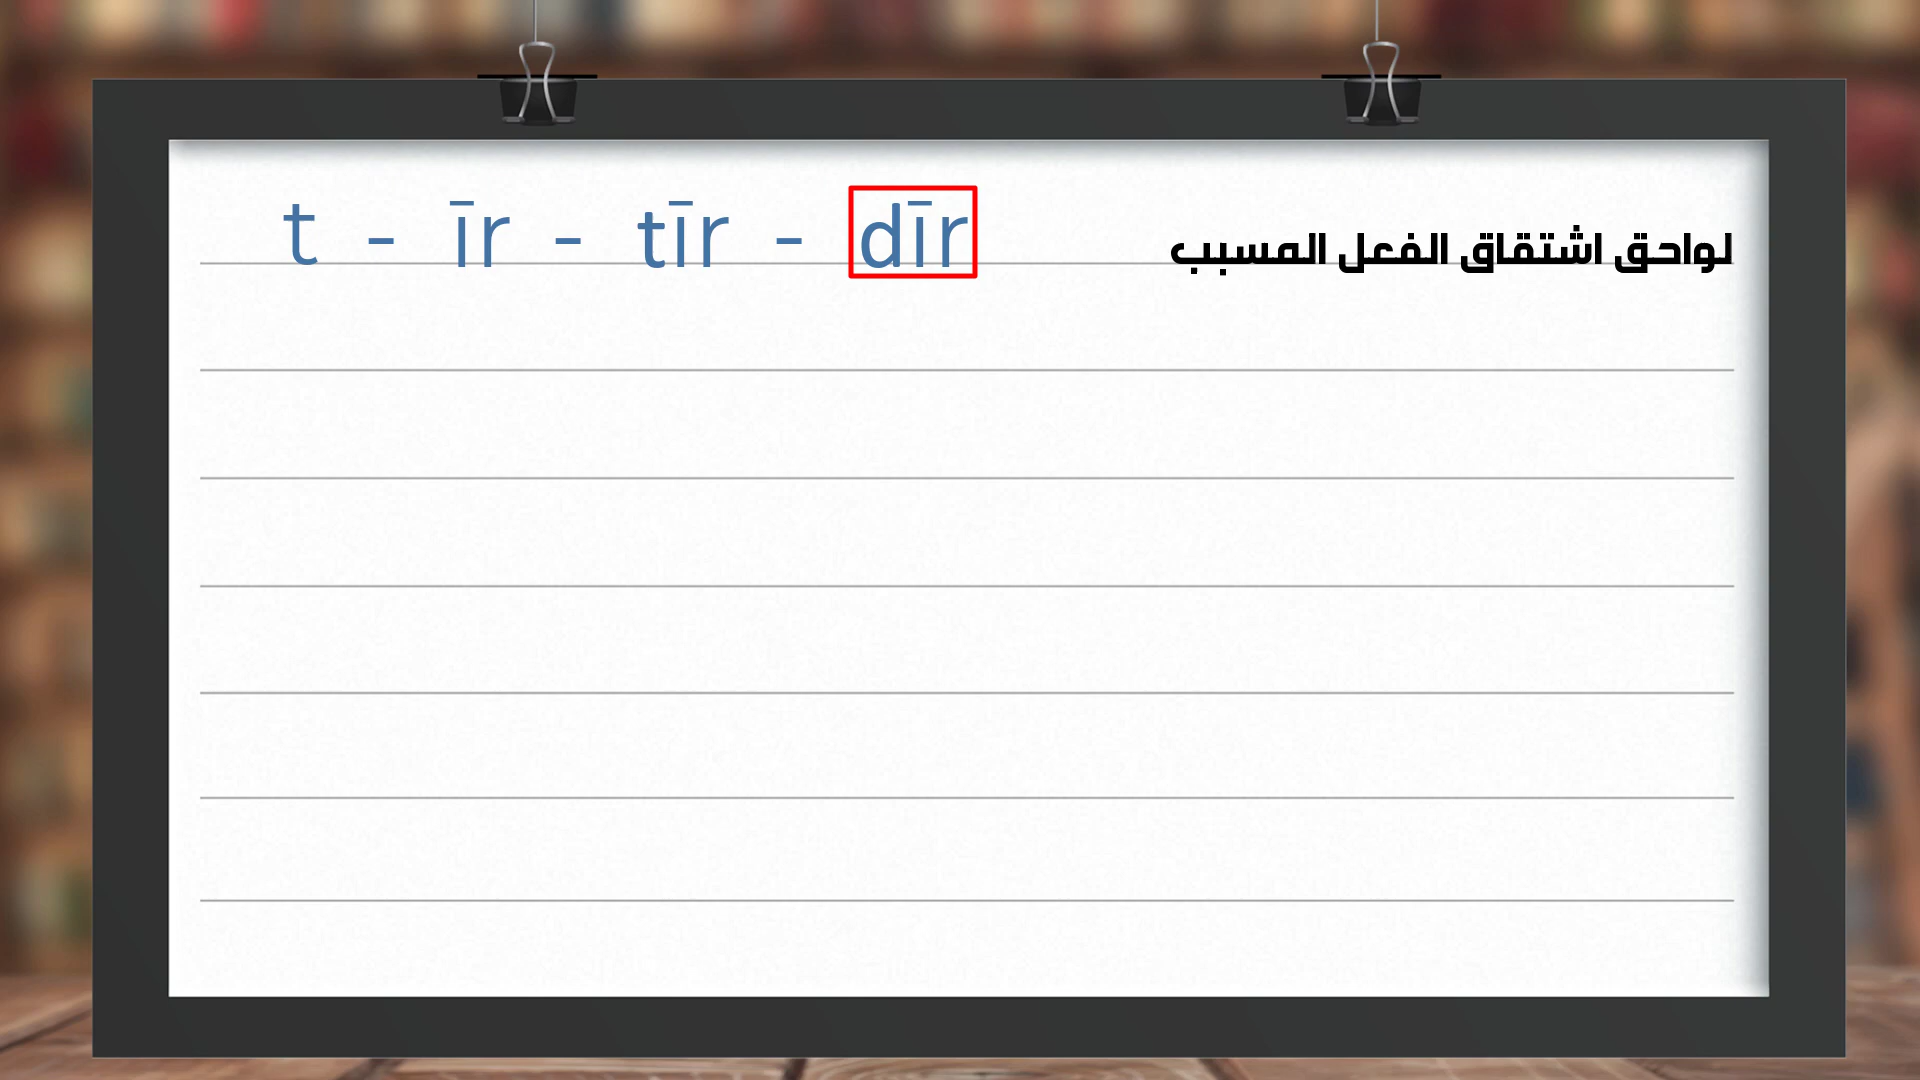 لواحق اشتقاق الفعل المسبب
t - īr - tīr - dīr